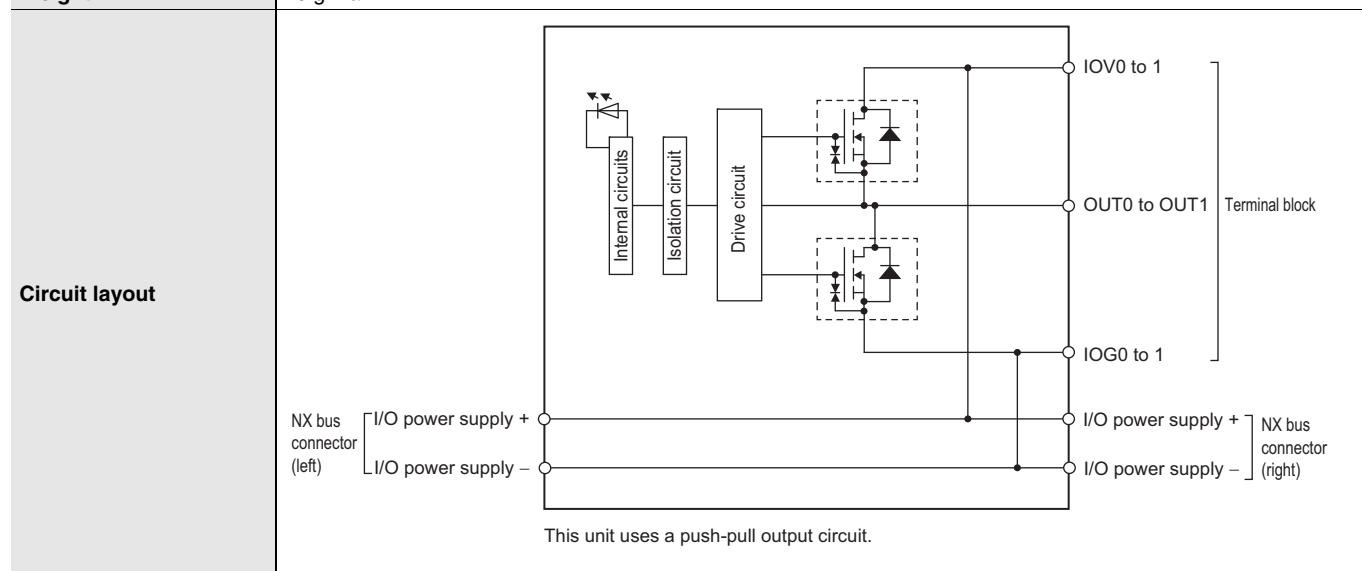 Circuit layout
Internal circuits
Isolation circuit
Drive circuit
IOV0 to 1
OUT0 to OUT1
Terminal block
IOG0 to 1
NX bus
connector
(left)
I/O power supply +
I/O power supply –
I/O power supply +
I/O power supply –
NX bus
connector
(right)
This unit uses a push-pull output circuit.